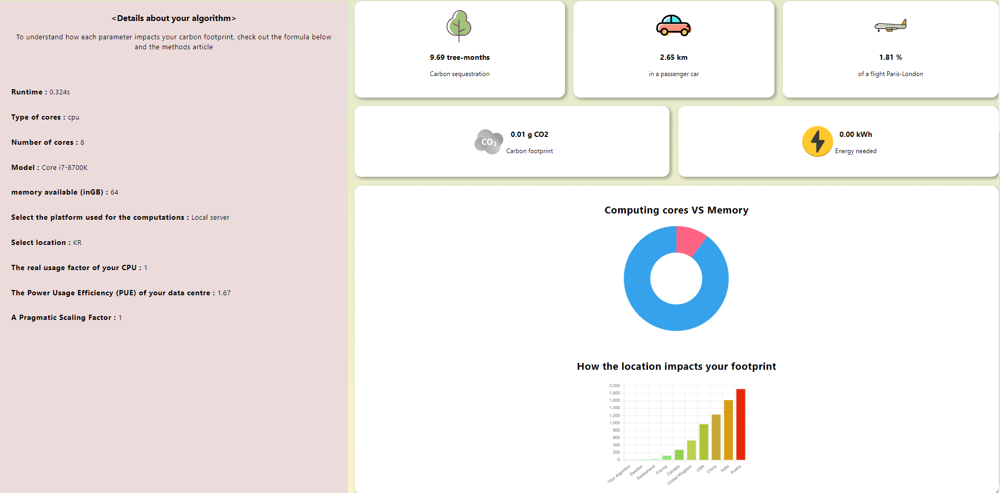 <Details about your algorithm>
To understand how each parameter impacts your carbon footprint, check out the formula below
and the methods article
Runtime : 0.324s
Type of cores : cpu
Number of cores : 8
Model : Core i7-8700K
memory available (inGB) : 64
Select the platform used for the computations : Local server
Select location : KR
The real usage factor of your CPU : 1
The Power Usage Efficiency (PUE) of your data centre : 1.67
A Pragmatic Scaling Factor : 1
9.69 tree-months
Carbon sequestration
2.65 km
in a passenger car
1.81 %
of a flight Paris-London
CO2
0.01 g CO2
Carbon footprint
0.00 kWh
Energy needed
Computing cores VS Memory
How the location impacts your footprint
2,000
1,800
1,600
1,400
1,200
1,000
800
600
400
200
0
Your Algorithm
Sweden
Switzerland
France
Canada
United Kingdom
USA
China
India
Austra